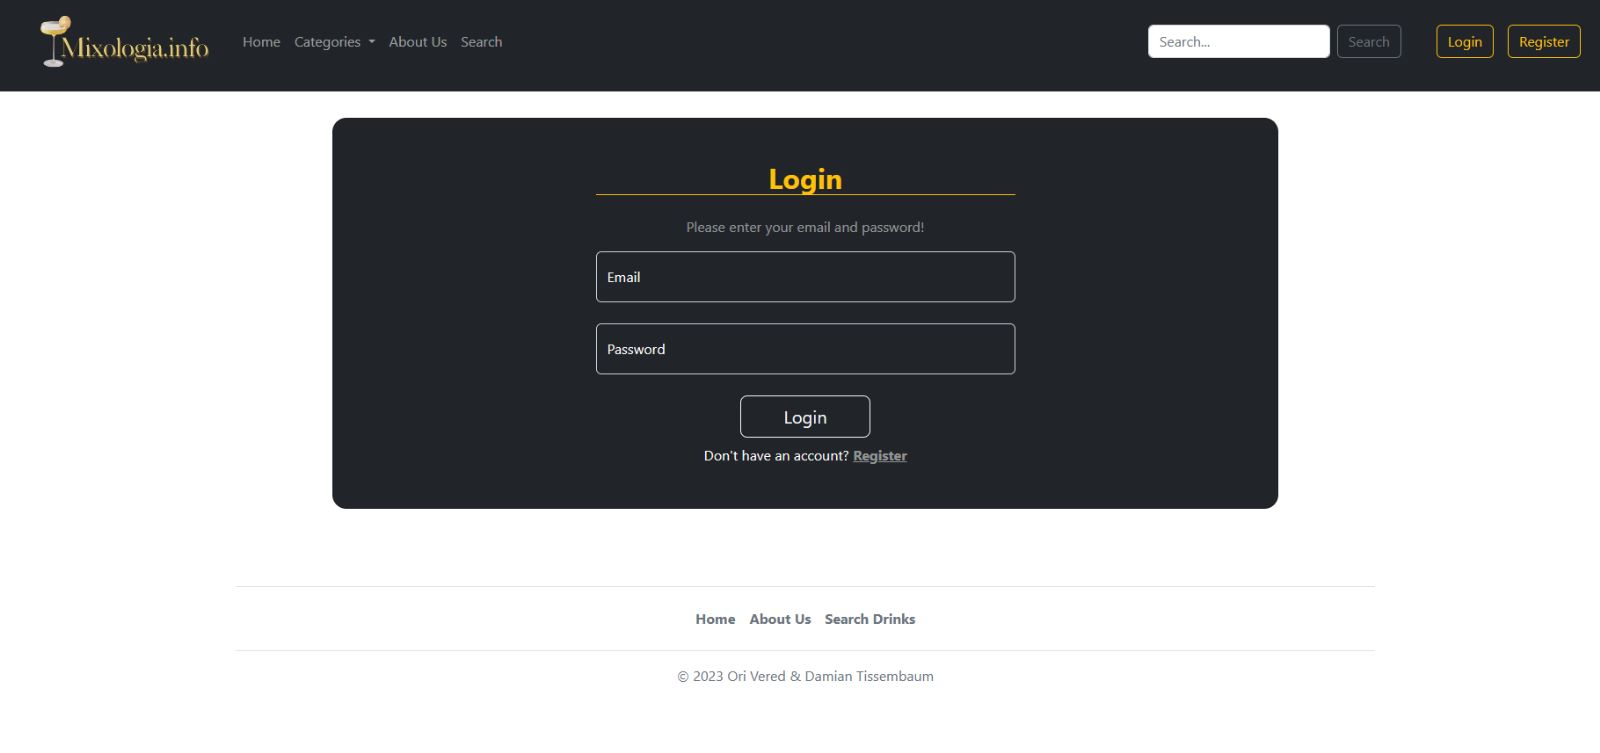 Mixologia.info Home Categories About Us Search Search... Search Login Register
Login
Please enter your email and password!
Email
Password
Login
Don't have an account? Register
Home About Us Search Drinks
© 2023 Ori Vered & Damian Tissembaum